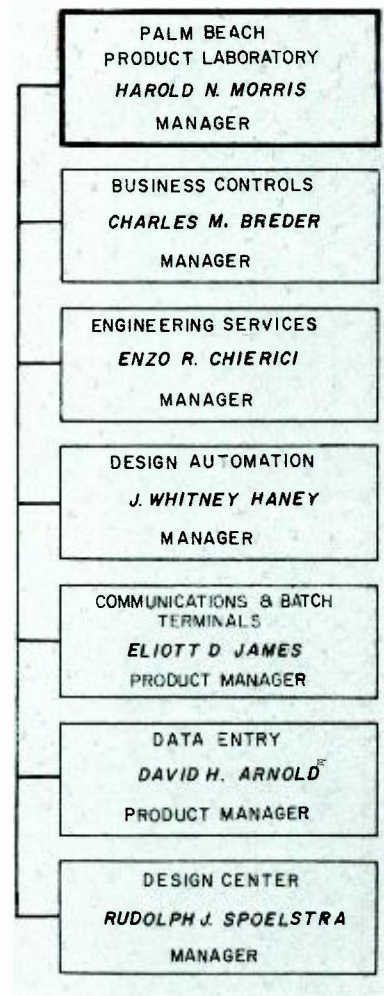 PALM BEACH
PRODUCT LABORATORY
HAROLD N. MORRIS
MANAGER
BUSINESS CONTROLS
CHARLES M. BREDER
MANAGER
ENGINEERING SERVICES
ENZO R. CHIERICI
MANAGER
DESIGN AUTOMATION
J. WHITNEY HANEY
MANAGER
COMMUNICATIONS & BATCH
TERMINALS
ELIOTT D JAMES
PRODUCT MANAGER
DATA ENTRY
DAVID H. ARNOLD
PRODUCT MANAGER
DESIGN CENTER
RUDOLPH J. SPOELSTRA
MANAGER